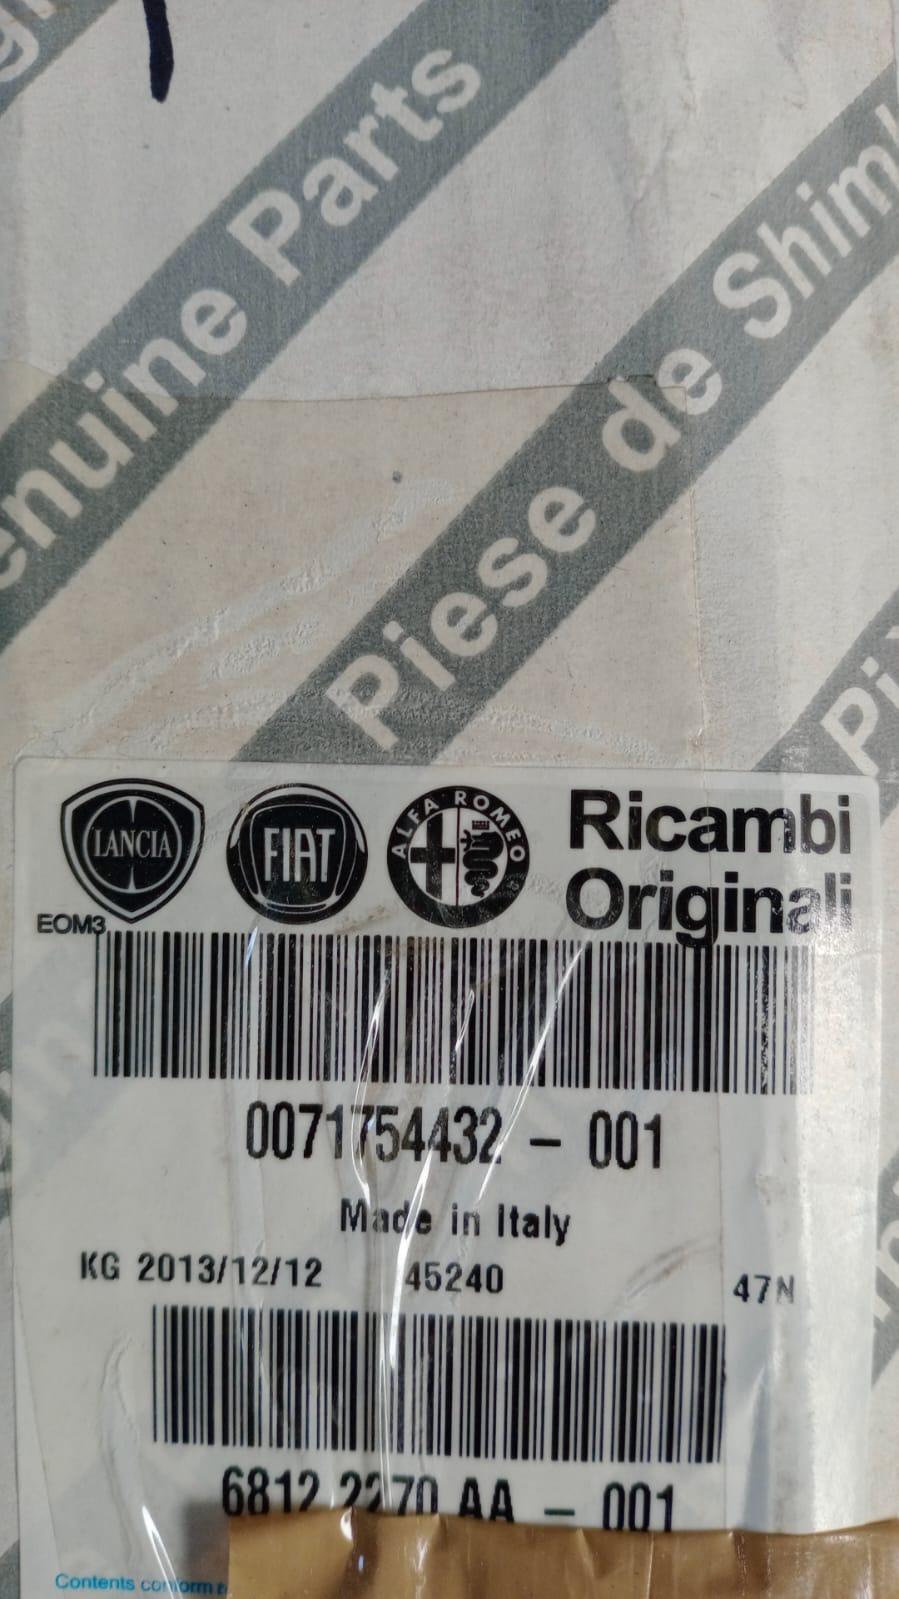 enuine Parts
Piese de Shim
Pi
LANCIA
FIAT
ALFA ROMEO
Ricambi
Originali
EOM3
0071754432 - 001
Made in Italy
KG 2013/12/12 45240 47N
6812 2270 AA - 001
Contents conform